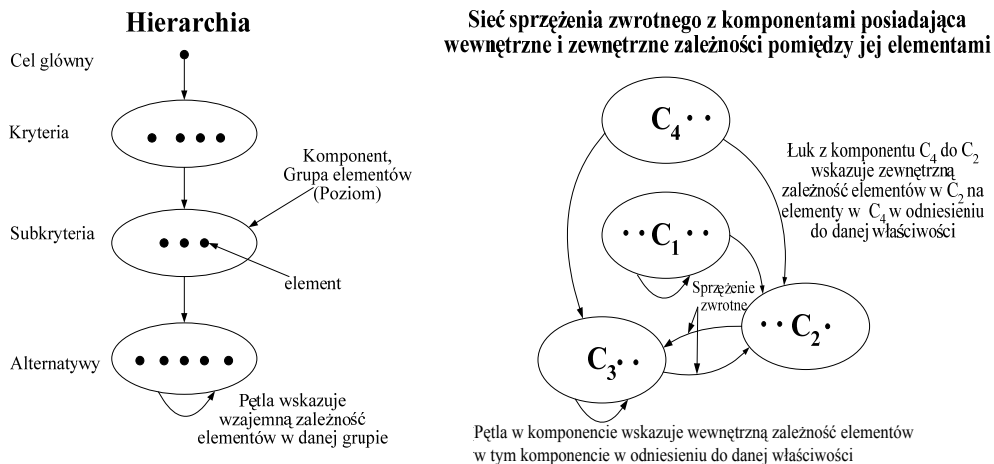 Hierarchia
Cel glówny
Kryteria
Komponent,
Grupa elementów
(Poziom)
Subkryteria
element
Alternatywy
Pętla wskazuje
wzajemną zależność
elementów w danej grupie
Sieć sprzężenia zwrotnego z komponentami posiadająca
wewnętrzne i zewnętrzne zależności pomiędzy jej elementami
C4
Łuk z komponentu C4 do C2
wskazuje zewnętrzną
zależność elementów w C2 na
elementy w C4 w odniesieniu
do danej właściwości
C1
Sprzężenie
zwrotne
C2
C3
Pętla w komponencie wskazuje wewnętrzną zależność elementów
w tym komponencie w odniesieniu do danej właściwości